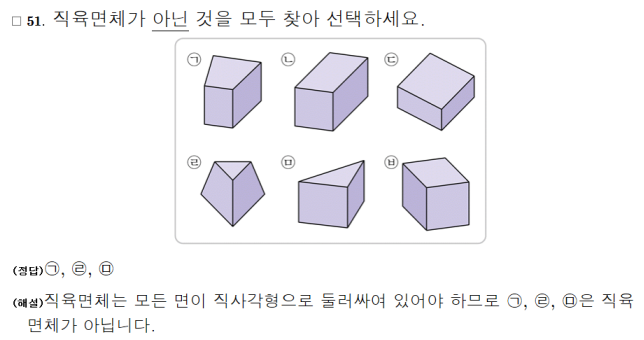 □ 51. 직육면체가 아닌 것을 모두 찾아 선택하세요.
㉠ ㉡ ㉢
㉣ ㉤ ㉥
(정답)㉠, ㉣, ㉤
(해설)직육면체는 모든 면이 직사각형으로 둘러싸여 있어야 하므로 ㉠, ㉣, ㉤은 직육
면체가 아닙니다.